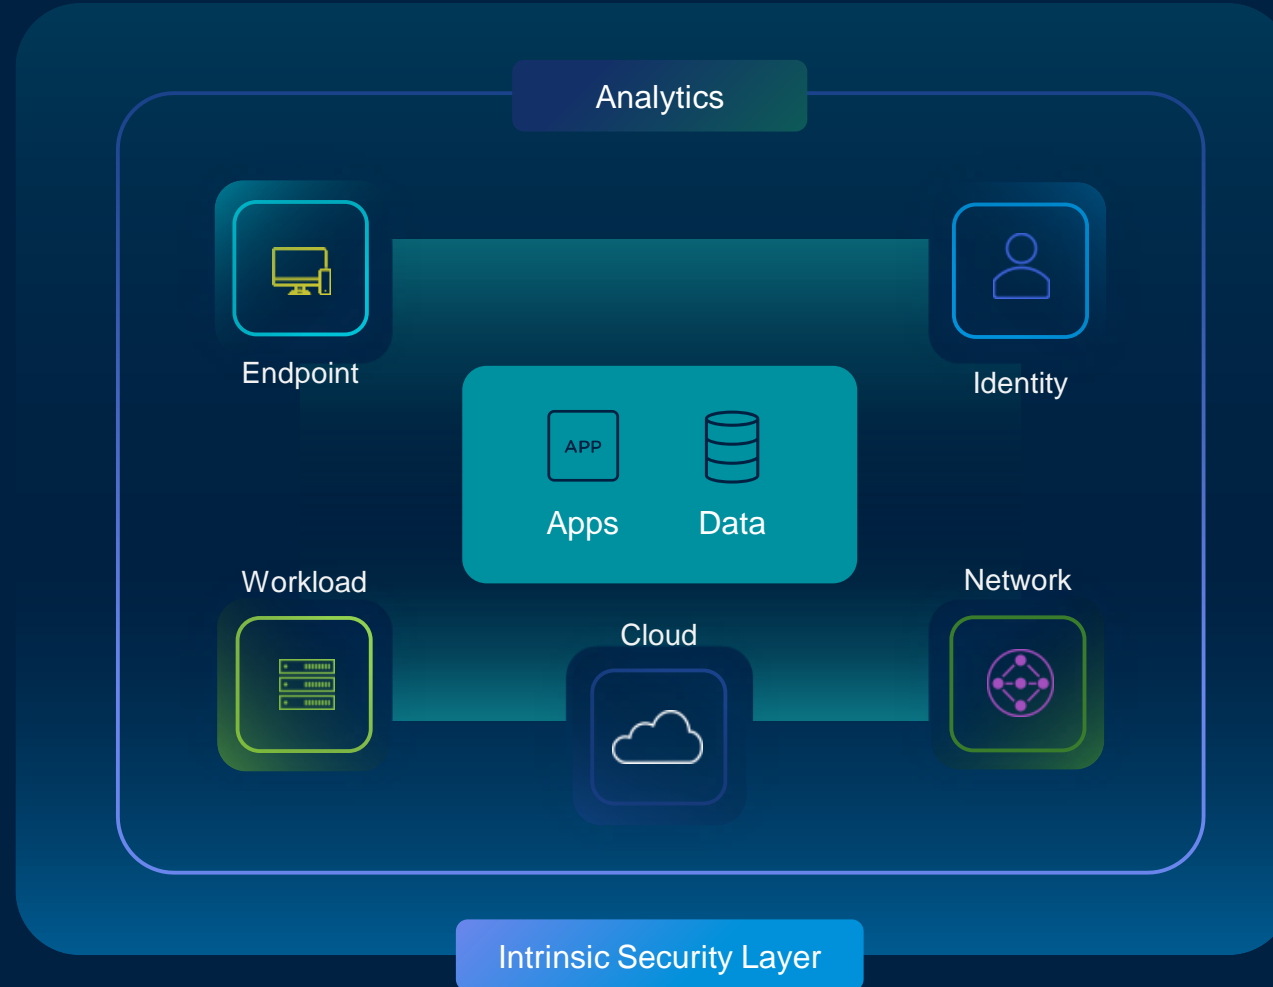 Analytics
Endpoint
Identity
APP
Apps
Data
Workload
Network
Cloud
Intrinsic Security Layer